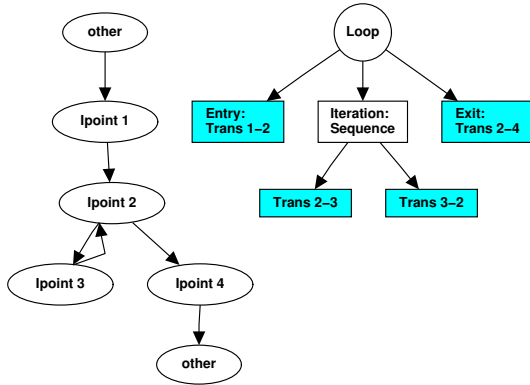 other
Ipoint 1
Ipoint 2
Ipoint 3
Ipoint 4
other
Loop
Entry:
Trans 1−2
Iteration:
Sequence
Exit:
Trans 2−4
Trans 2−3
Trans 3−2